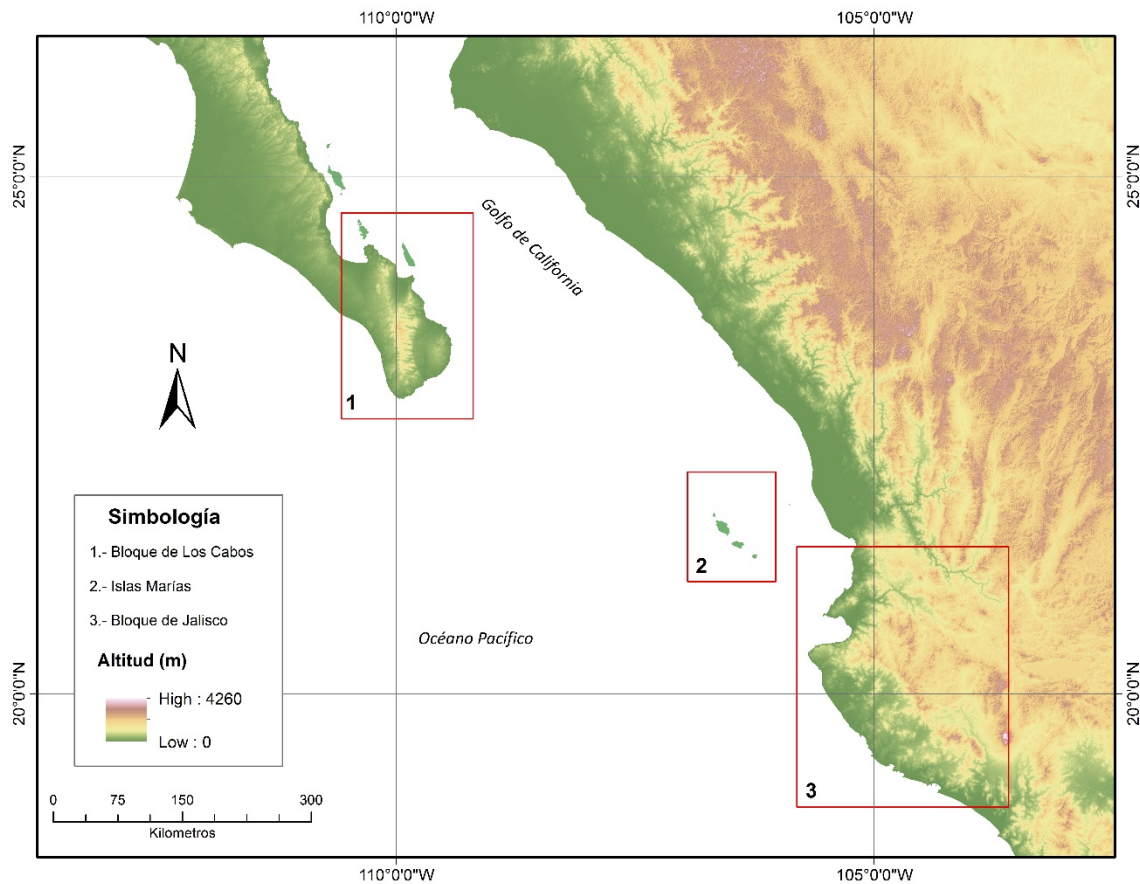 110°0'0"W
105°0'0"W
25°0'0"N
25°0'0"N
Golfo de California
N
1
2
Simbología
1.- Bloque de Los Cabos
2.- Islas Marías
3.- Bloque de Jalisco
Altitud (m)
High : 4260
Low : 0
Océano Pacífico
20°0'0"N
20°0'0"N
3
0 75 150 300
Kilometros
110°0'0"W
105°0'0"W